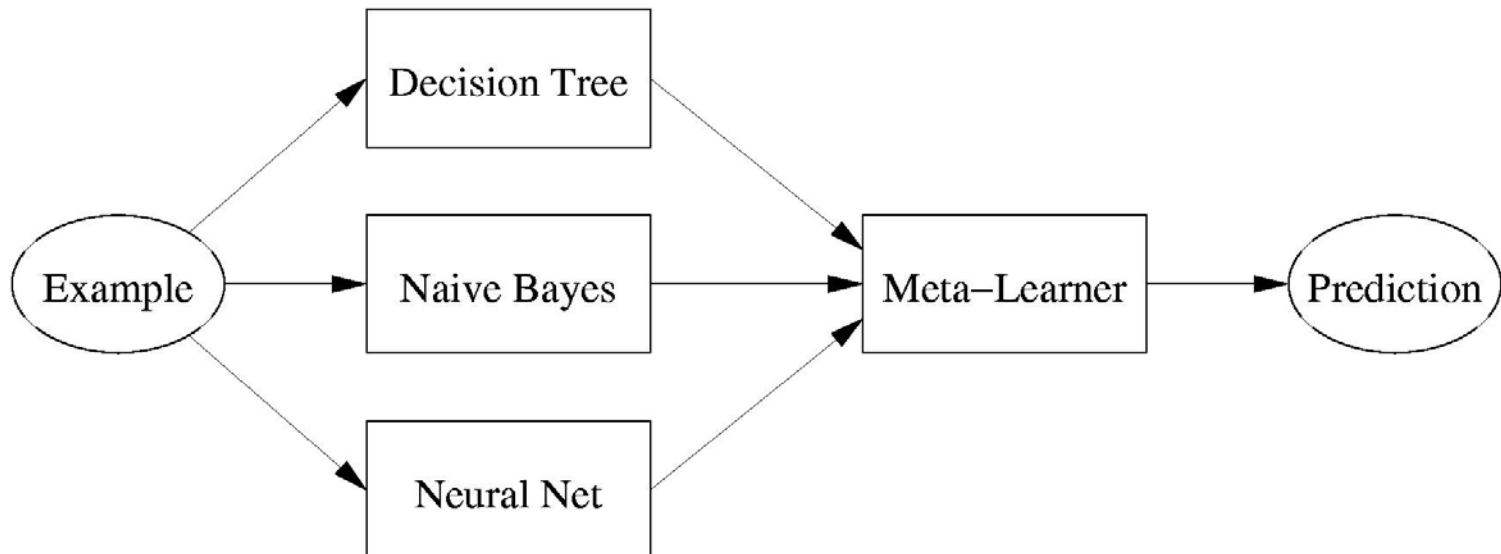 Decision Tree
Example
Naive Bayes
Meta–Learner
Prediction
Neural Net